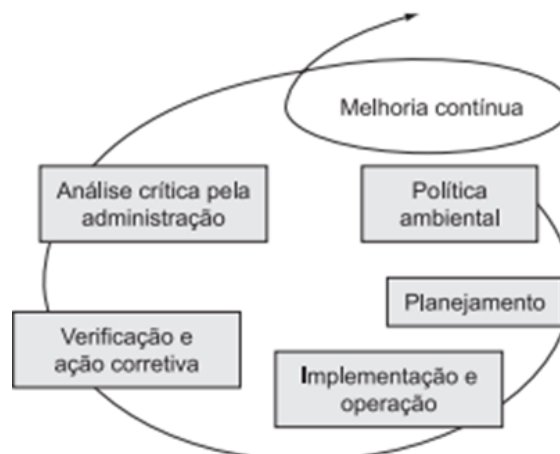 Melhoria contínua
Análise crítica pela
administração
Política
ambiental
Planejamento
Verificação e
ação corretiva
Implementação e
operação